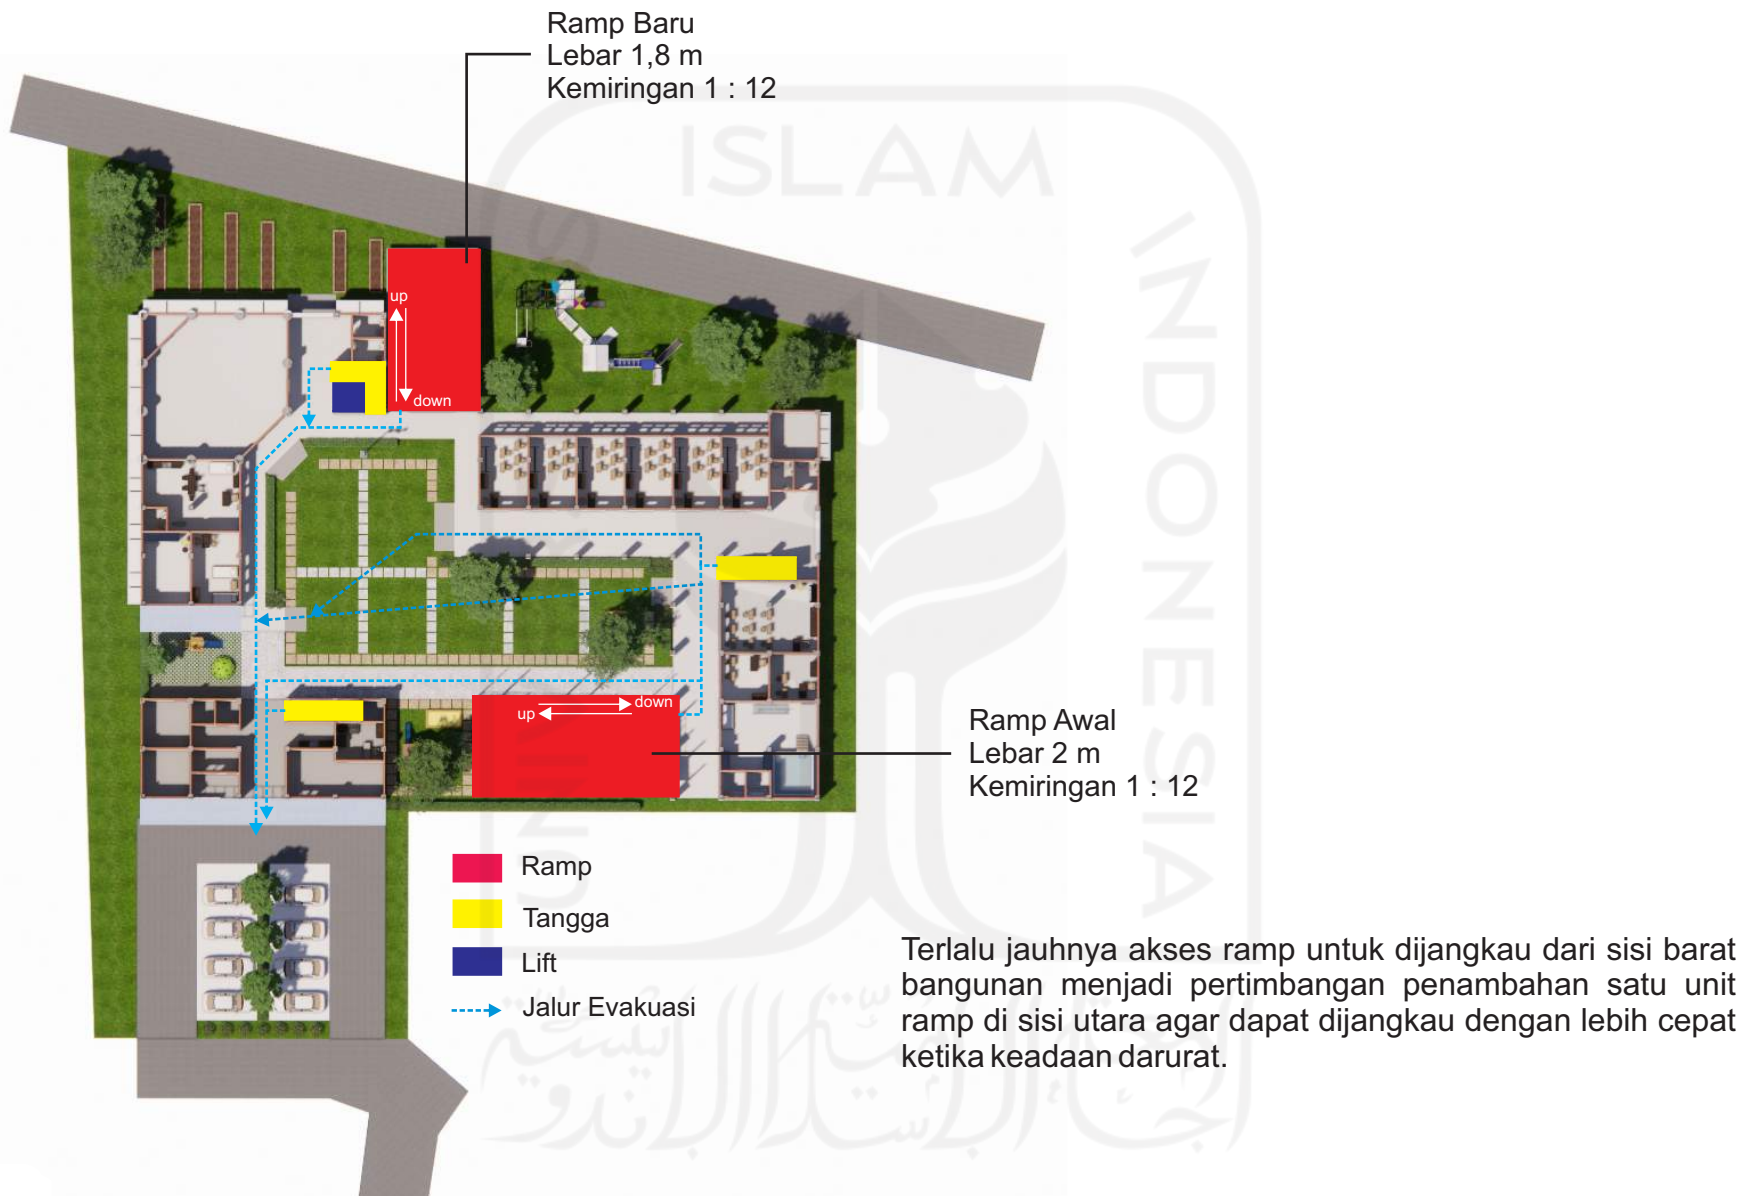 Ramp Baru
Lebar 1,8 m
Kemiringan 1 : 12
ISLAM
INDONESIA
up
down
up
down
Ramp Awal
Lebar 2 m
Kemiringan 1 : 12
Ramp
Tangga
Lift
Jalur Evakuasi
Terlalu jauhnya akses ramp untuk dijangkau dari sisi barat
bangunan menjadi pertimbangan penambahan satu unit
ramp di sisi utara agar dapat dijangkau dengan lebih cepat
ketika keadaan darurat.